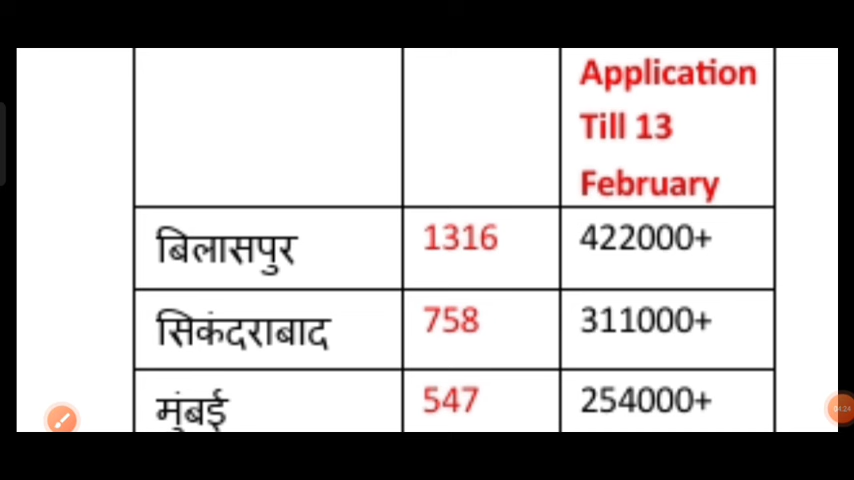 Application
Till 13
February
बिलासपुर 1316 422000+
सिकंदराबाद 758 311000+
मुंबई 547 254000+